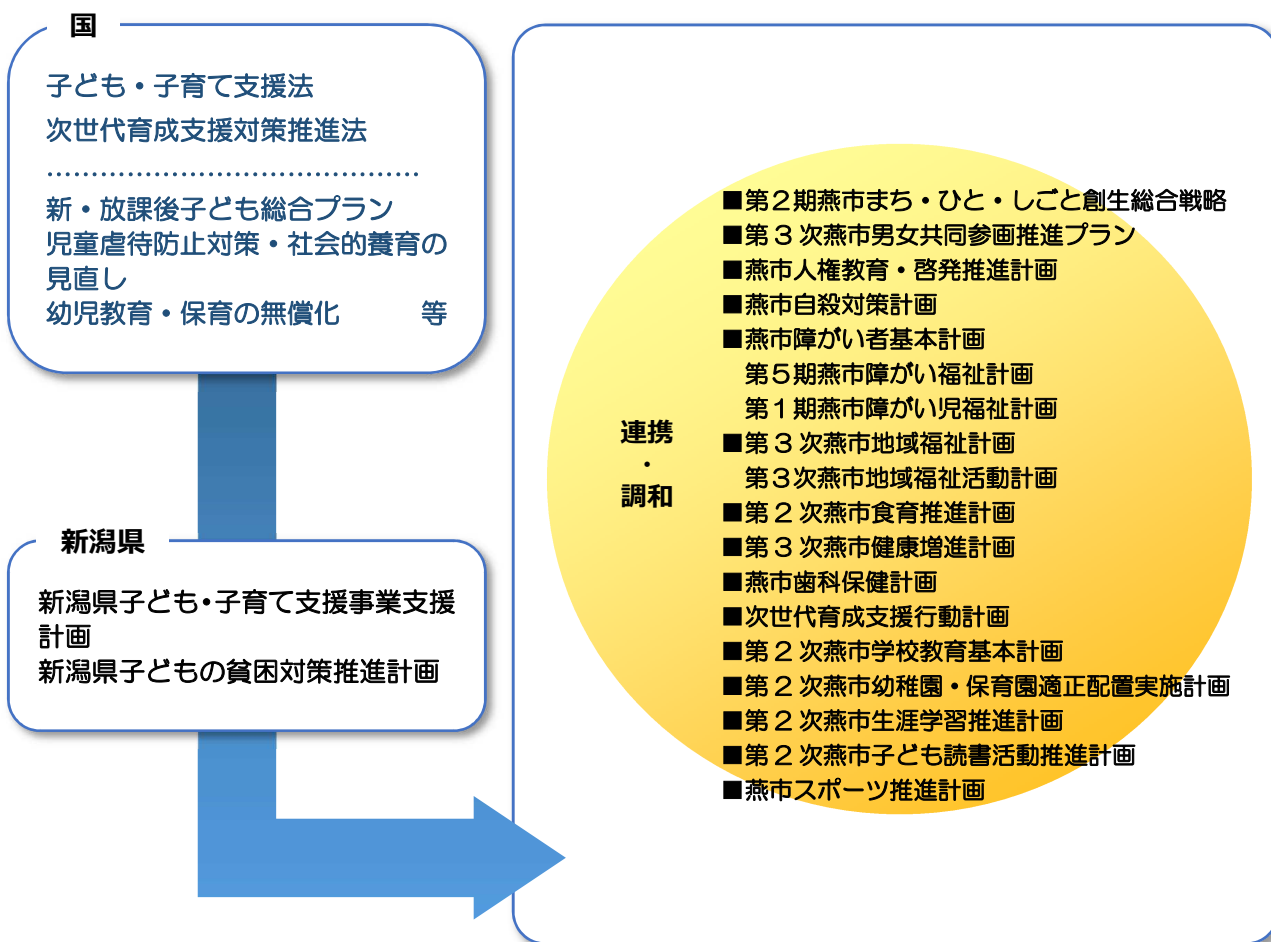 国
子ども・子育て支援法
次世代育成支援対策推進法
……………………………………
新・放課後子ども総合プラン
児童虐待防止対策・社会的養育の
見直し
幼児教育・保育の無償化　　　等
新潟県
新潟県子ども・子育て支援事業支援
計画
新潟県子どもの貧困対策推進計画
連携
・
調和
■第２期燕市まち・ひと・しごと創生総合戦略
■第３次燕市男女共同参画推進プラン
■燕市人権教育・啓発推進計画
■燕市自殺対策計画
■燕市障がい者基本計画
第５期燕市障がい福祉計画
第１期燕市障がい児福祉計画
■第３次燕市地域福祉計画
第３次燕市地域福祉活動計画
■第２次燕市食育推進計画
■第３次燕市健康増進計画
■燕市歯科保健計画
■次世代育成支援行動計画
■第２次燕市学校教育基本計画
■第２次燕市幼稚園・保育園適正配置実施計画
■第２次燕市生涯学習推進計画
■第２次燕市子ども読書活動推進計画
■燕市スポーツ推進計画